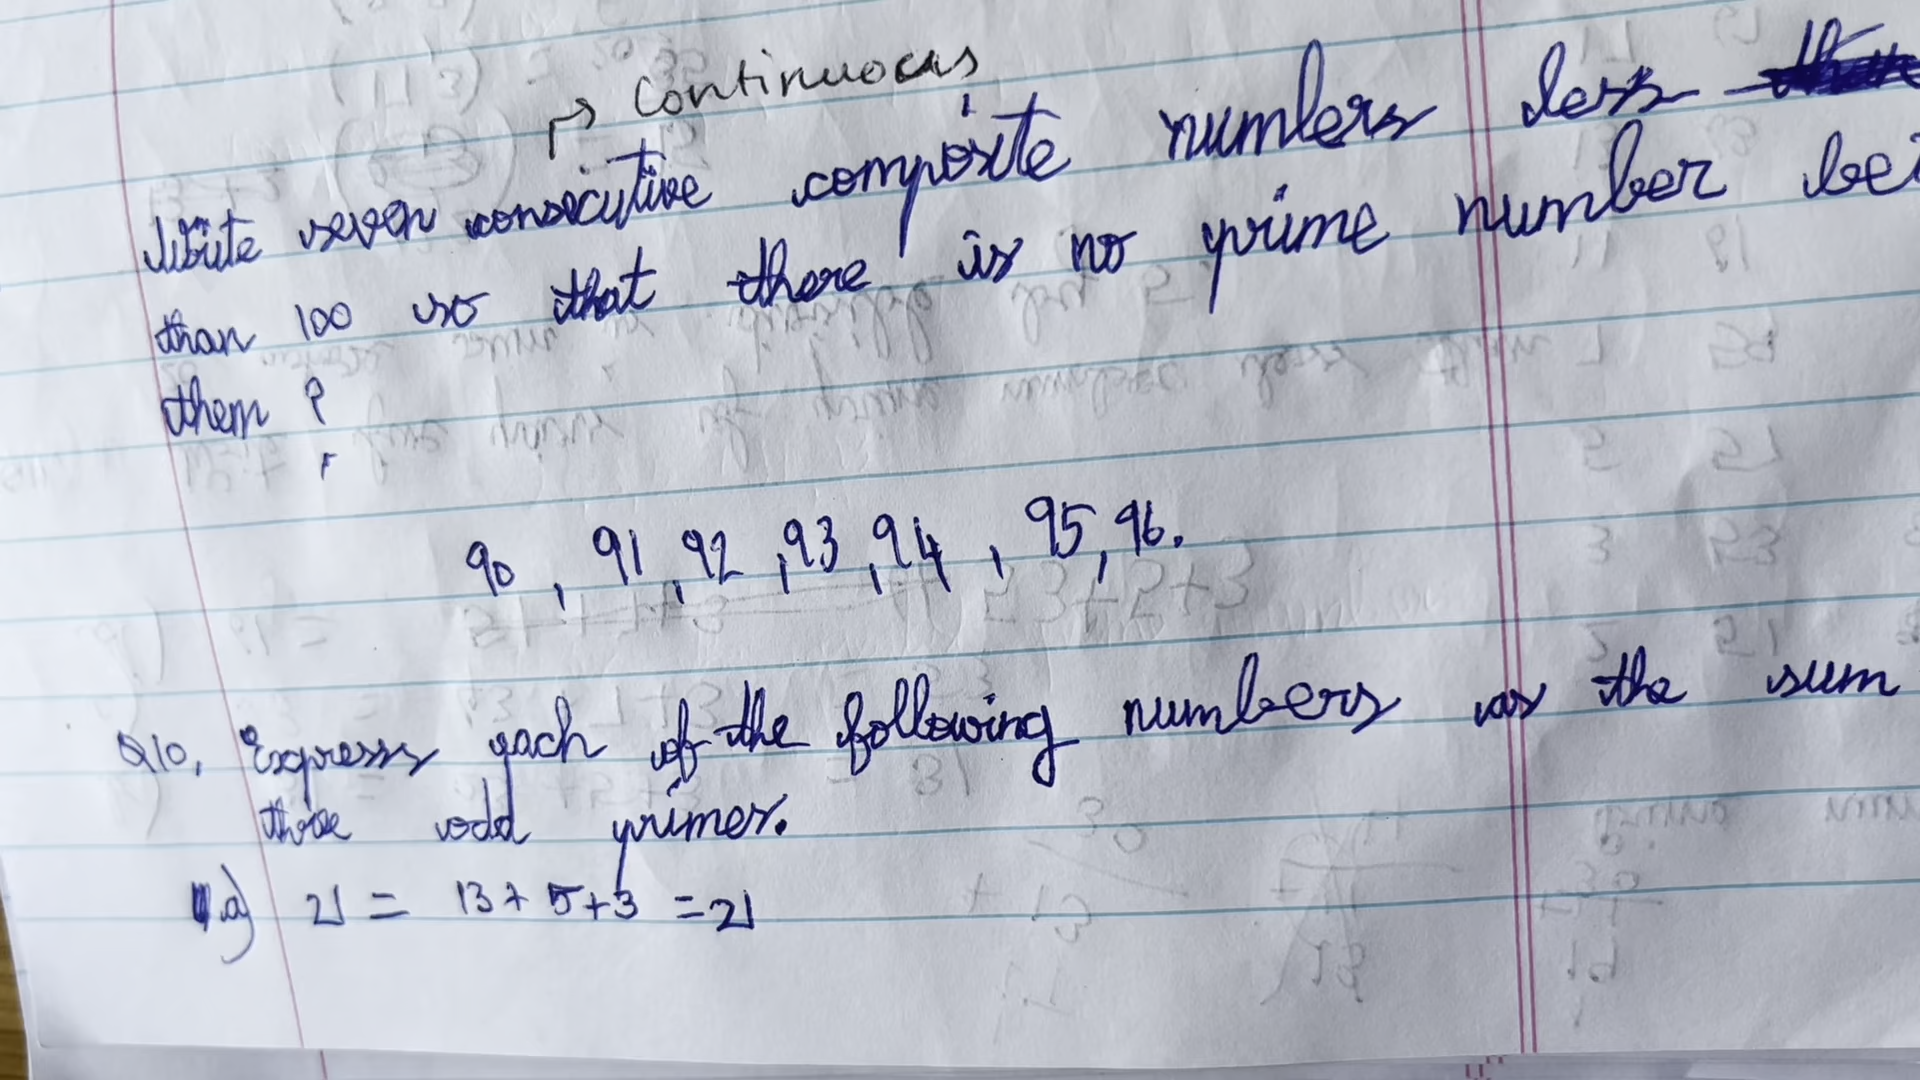 → Continuous
Write seven consecutive composite numbers less
than 100 so that there is no prime number
them ?
90, 91, 92, 93, 94, 95, 96.
Q10. Express each of the following numbers as the sum
three odd primes.
a) 21 = 13 + 5 + 3 = 21